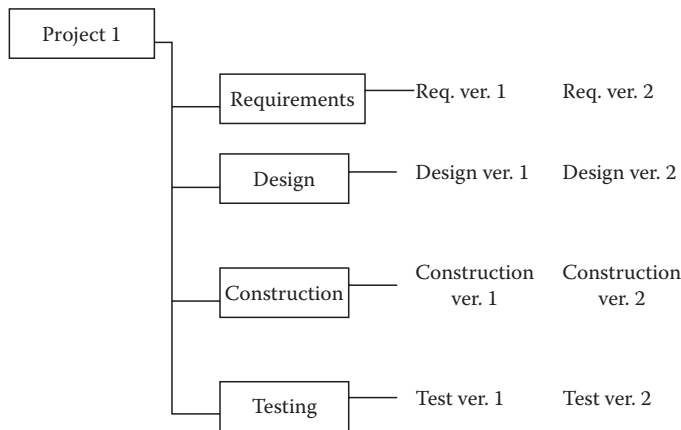 Project 1
Requirements
Req. ver. 1
Req. ver. 2
Design
Design ver. 1
Design ver. 2
Construction
Construction
ver. 1
Construction
ver. 2
Testing
Test ver. 1
Test ver. 2